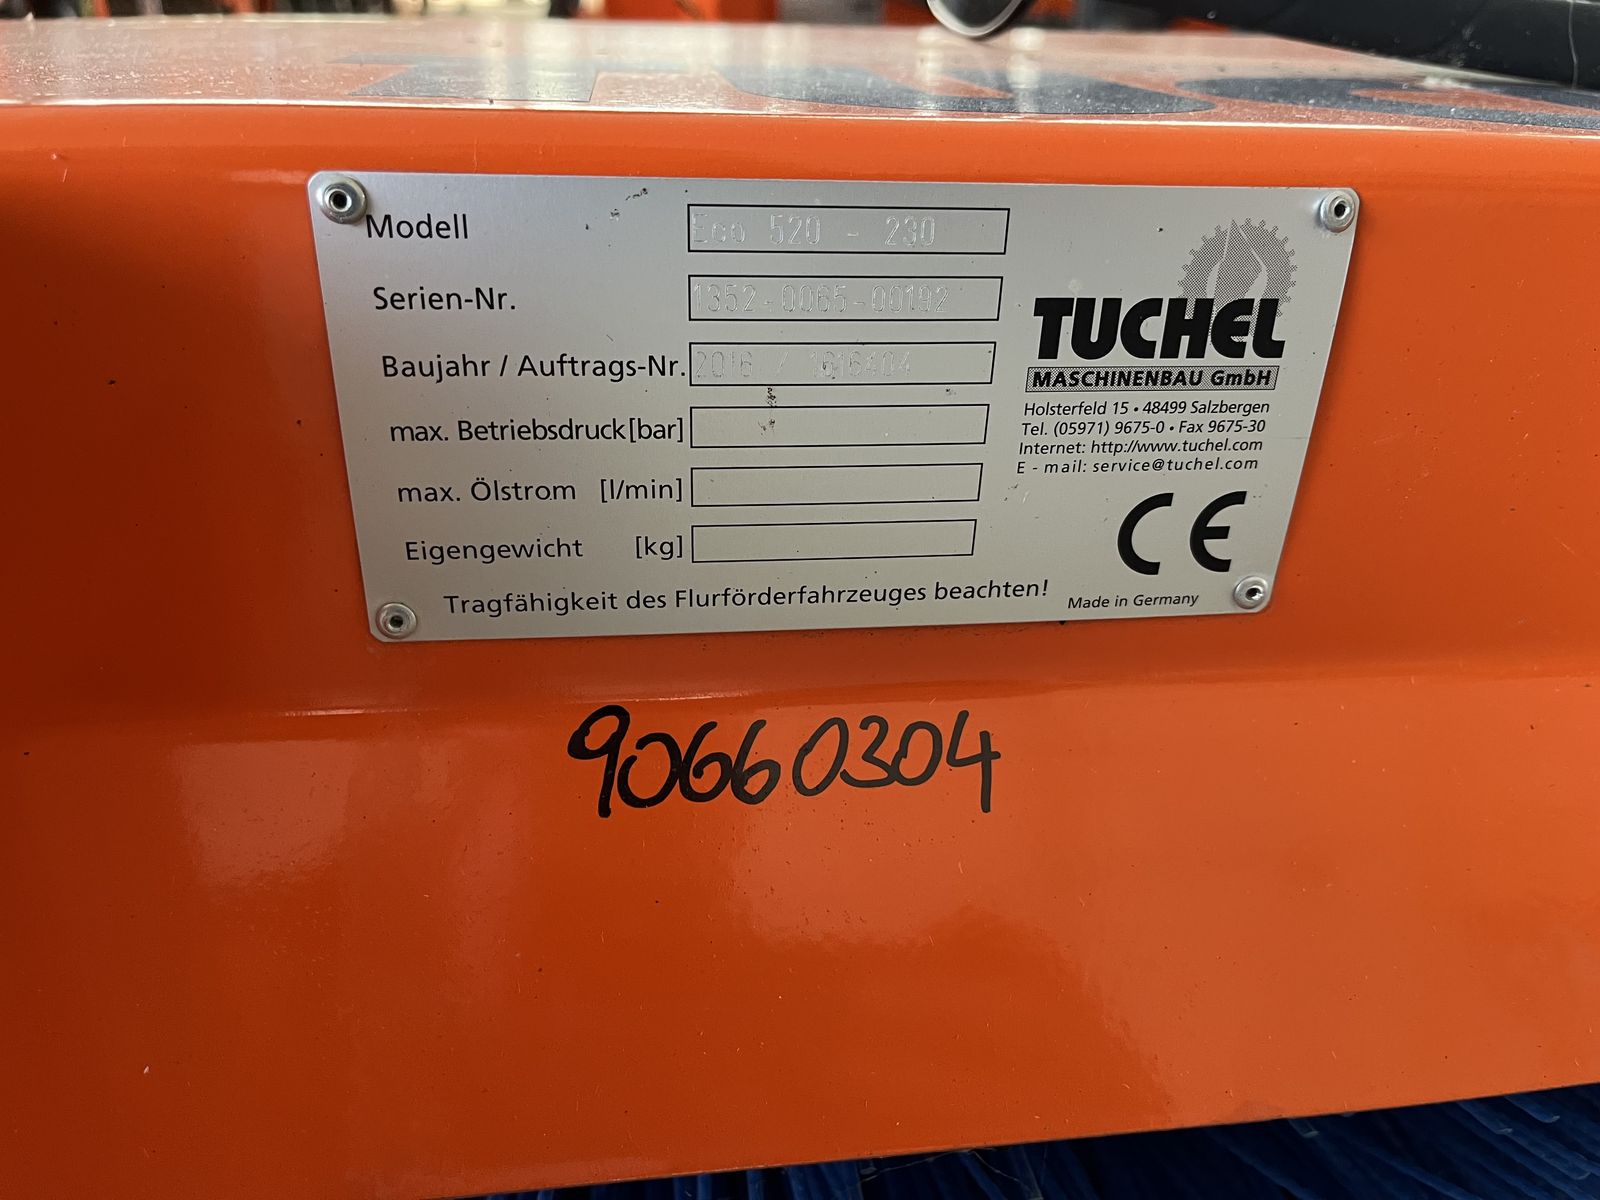 Tuc
Modell Eco 520 - 230
Serien-Nr. 1352-0065-00192
Baujahr / Auftrags-Nr. 2016 / 1616404
max. Betriebsdruck [bar]
max. Ölstrom [l/min]
Eigengewicht [kg]
Tragfähigkeit des Flurförderfahrzeuges beachten!
TUCHEL
MASCHINENBAU GmbH
Holsterfeld 15 • 48499 Salzbergen
Tel. (05971) 9675-0 • Fax 9675-30
Internet: http://www.tuchel.com
E - mail: service@tuchel.com
CE
Made in Germany
90660304